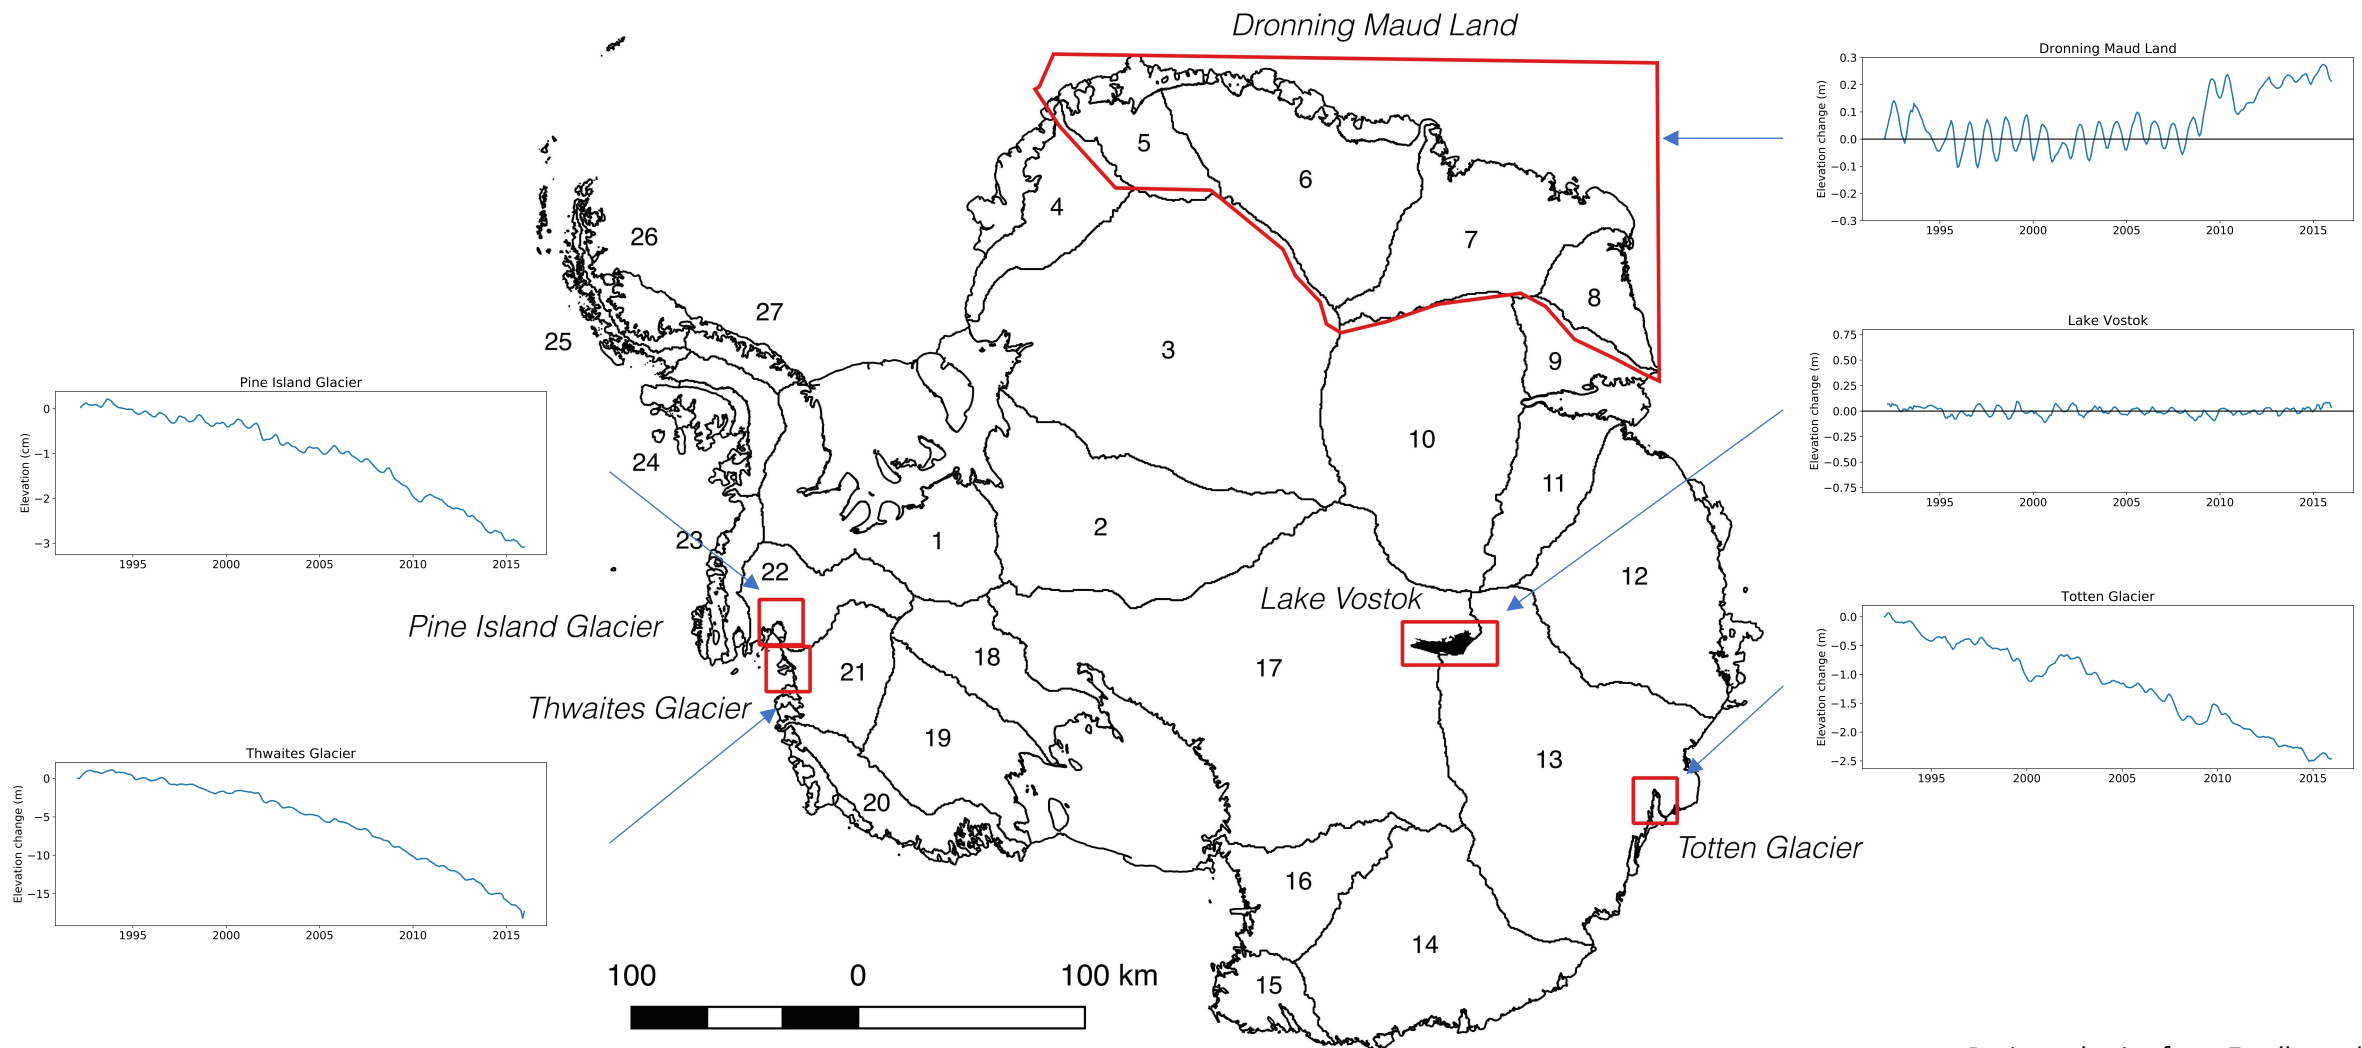 Dronning Maud Land
Dronning Maud Land
Elevation change (m)
0.3
0.2
0.1
0.0
−0.1
−0.2
−0.3
1995 2000 2005 2010 2015
5
6
4
7
26
8
27
25
3
9
Lake Vostok
Elevation change (m)
0.75
0.50
0.25
0.00
−0.25
−0.50
−0.75
1995 2000 2005 2010 2015
Pine Island Glacier
Elevation (cm)
0
−1
−2
−3
1995 2000 2005 2010 2015
10
24
11
2
23
1
22
12
Lake Vostok
Pine Island Glacier
18
21
17
Thwaites Glacier
19
13
20
Totten Glacier
Elevation change (m)
0.0
−0.5
−1.0
−1.5
−2.0
−2.5
1995 2000 2005 2010 2015
Thwaites Glacier
Elevation change (m)
0
−5
−10
−15
1995 2000 2005 2010 2015
Totten Glacier
16
14
15
100 0 100 km